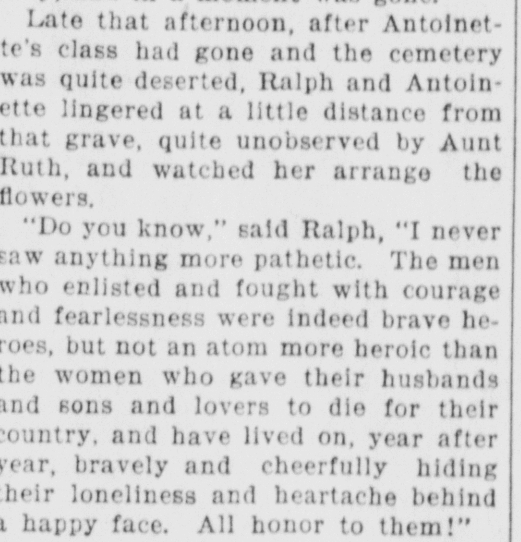 Late that afternoon, after Antoinet-
te's class had gone and the cemetery
was quite deserted, Ralph and Antoin-
ette lingered at a little distance from
that grave, quite unobserved by Aunt
Ruth, and watched her arrange the
flowers.
"Do you know," said Ralph, "I never
saw anything more pathetic. The men
who enlisted and fought with courage
and fearlessness were indeed brave he-
roes, but not an atom more heroic than
the women who gave their husbands
and sons and lovers to die for their
country, and have lived on, year after
year, bravely and cheerfully hiding
their loneliness and heartache behind
a happy face. All honor to them!"